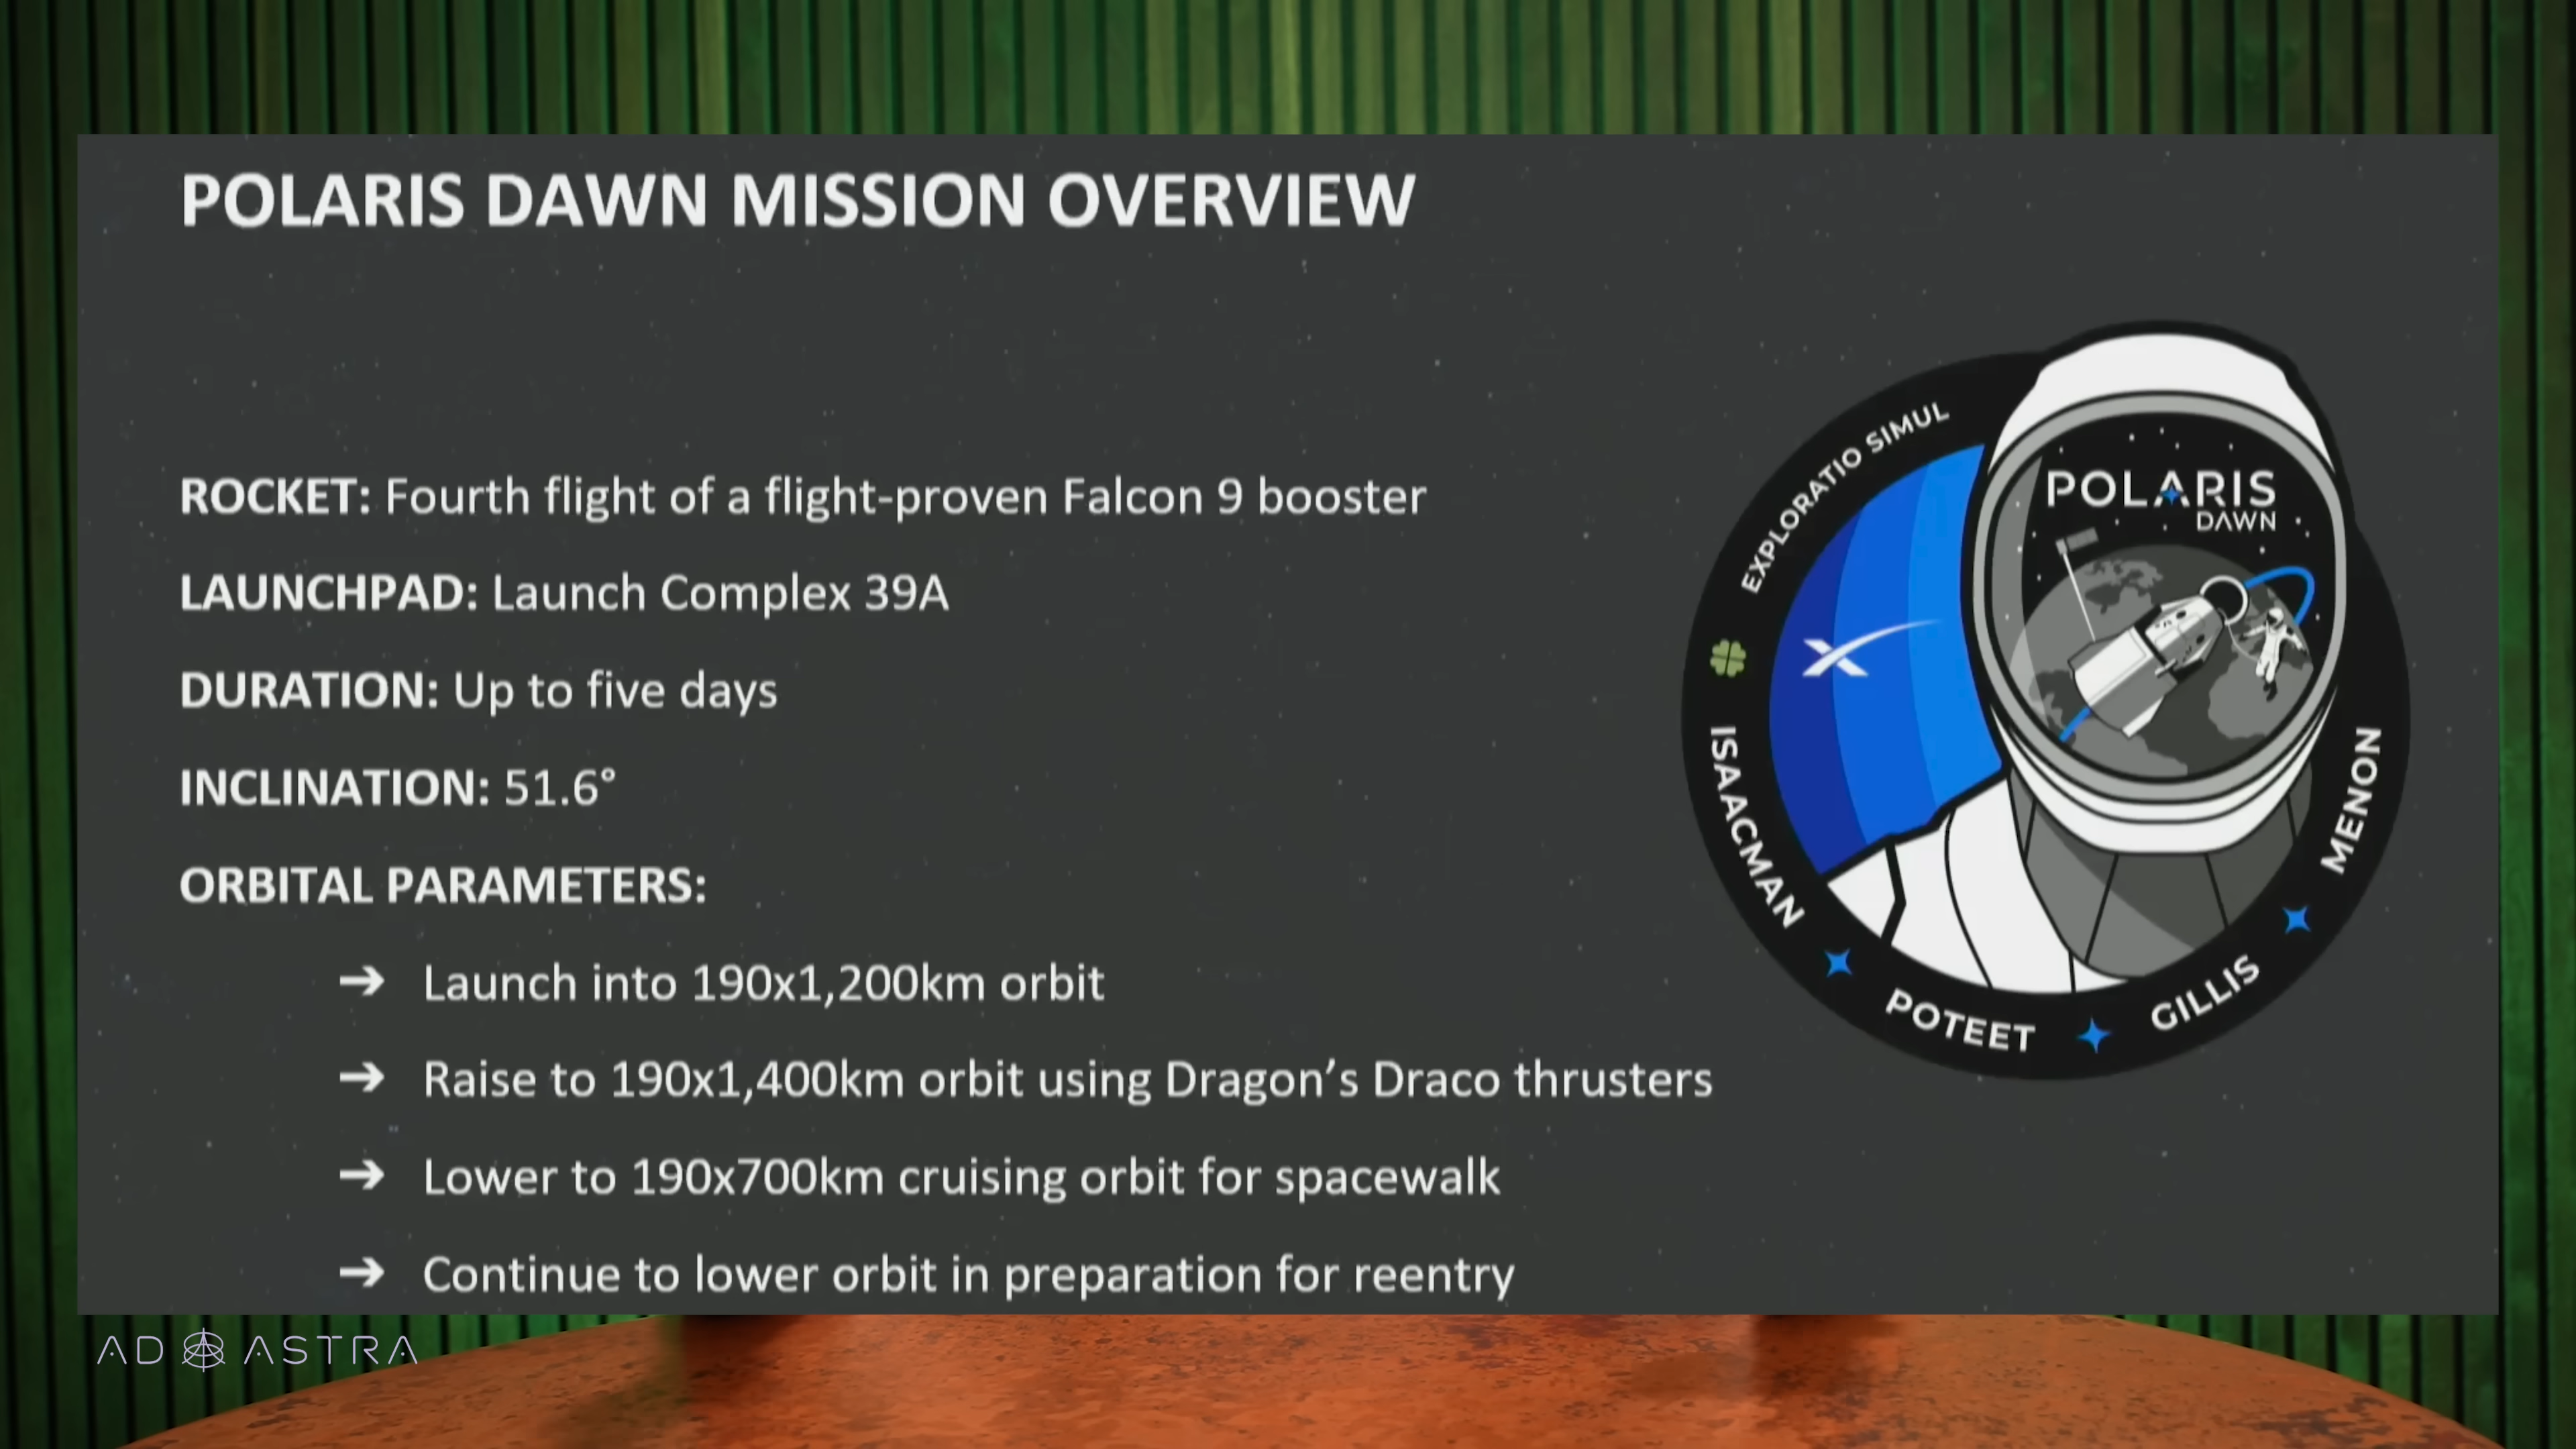 POLARIS DAWN MISSION OVERVIEW
ROCKET: Fourth flight of a flight-proven Falcon 9 booster
LAUNCHPAD: Launch Complex 39A
DURATION: Up to five days
INCLINATION: 51.6°
ORBITAL PARAMETERS:
→ Launch into 190x1,200km orbit
→ Raise to 190x1,400km orbit using Dragon’s Draco thrusters
→ Lower to 190x700km cruising orbit for spacewalk
→ Continue to lower orbit in preparation for reentry
EXPLORATIO SIMUL
POLARIS
DAWN
ISAACMAN
POTEET
GILLIS
MENON
AD ASTRA